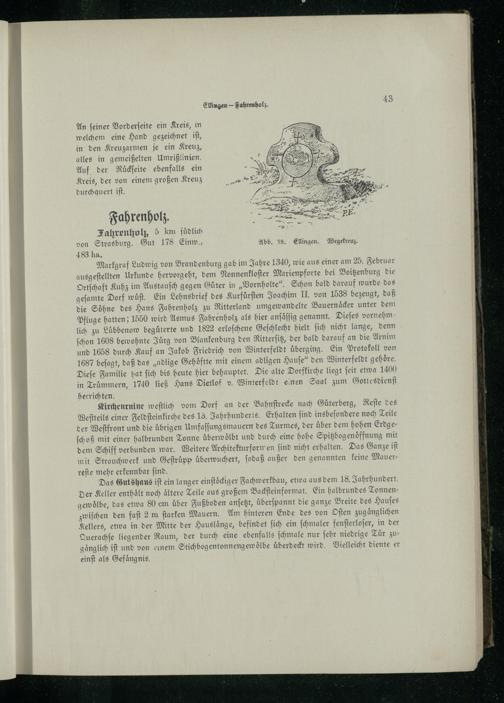 Ellingen—Fahrenholz.
43
An seiner Vorderseite ein Kreis, in
welchem eine Hand gezeichnet ist,
in den Kreuzarmen je ein Kreuz,
alles in gemeißelten Umrißlinien.
Auf der Rückseite ebenfalls ein
Kreis, der von einem großen Kreuz
durchquert ist.
P.E.
Abb. 38. Ellingen. Wegekreuz.
Fahrenholz.
Fahrenholz, 5 km südlich
von Strasburg. Gut 178 Einw.,
483 ha.
Markgraf Ludwig von Brandenburg gab im Jahre 1340, wie aus einer am 25. Februar
ausgestellten Urkunde hervorgeht, dem Nonnenkloster Marienpforte bei Boitzenburg die
Ortschaft Kutz im Austausch gegen Güter in „Vornholte“. Schon bald darauf wurde das
gesamte Dorf wüst. Ein Lehnsbrief des Kurfürsten Joachim II. von 1538 bezeugt, daß
die Söhne des Hans Fahrenholz zu Ritterland umgewandelte Bauernäcker unter dem
Pfluge hatten; 1550 wird Asmus Fahrenholz als hier ansässig genannt. Dieses vornehm-
lich zu Lübbenow begüterte und 1822 erloschene Geschlecht hielt sich nicht lange, denn
schon 1608 bewohnte Jürg von Blankenburg den Rittersitz, der bald darauf an die Arnim
und 1658 durch Kauf an Jakob Friedrich von Winterfeldt überging. Ein Protokoll von
1687 besagt, daß das „adlige Gehöfte mit einem adligen Hause“ den Winterfeldt gehöre.
Diese Familie hat sich bis heute hier behauptet. Die alte Dorfkirche liegt seit etwa 1400
in Trümmern, 1740 ließ Hans Dietlof v. Winterfeldt einen Saal zum Gottesdienst
herrichten.
Kirchenruine westlich vom Dorf an der Bahnstrecke nach Güterberg, Reste des
Westteils einer Feldsteinkirche des 13. Jahrhunderts. Erhalten sind insbesondere noch Teile
der Westfront und die übrigen Umfassungsmauern des Turmes, der über dem hohen Erdge-
schoß mit einer halbrunden Tonne überwölbt und durch eine hohe Spitzbogenöffnung mit
dem Schiff verbunden war. Weitere Architekturformen sind nicht erhalten. Das Ganze ist
mit Strauchwerk und Gestrüpp überwuchert, sodaß außer den genannten keine Mauer-
reste mehr erkennbar sind.
Das Gutshaus ist ein langer einstöckiger Fachwerkbau, etwa aus dem 18. Jahrhundert.
Der Keller enthält noch ältere Teile aus großem Backsteinformat. Ein halbrundes Tonnen-
gewölbe, das etwa 80 cm über Fußboden ansetzt, überspannt die ganze Breite des Hauses
zwischen den fast 2 m starken Mauern. Am hinteren Ende des von Osten zugänglichen
Kellers, etwa in der Mitte der Hauslänge, befindet sich ein schmaler fensterloser, in der
Querachse liegender Raum, der durch eine ebenfalls schmale nur sehr niedrige Tür zu-
gänglich ist und von einem Stichbogentonnengewölbe überdeckt wird. Vielleicht diente er
einst als Gefängnis.